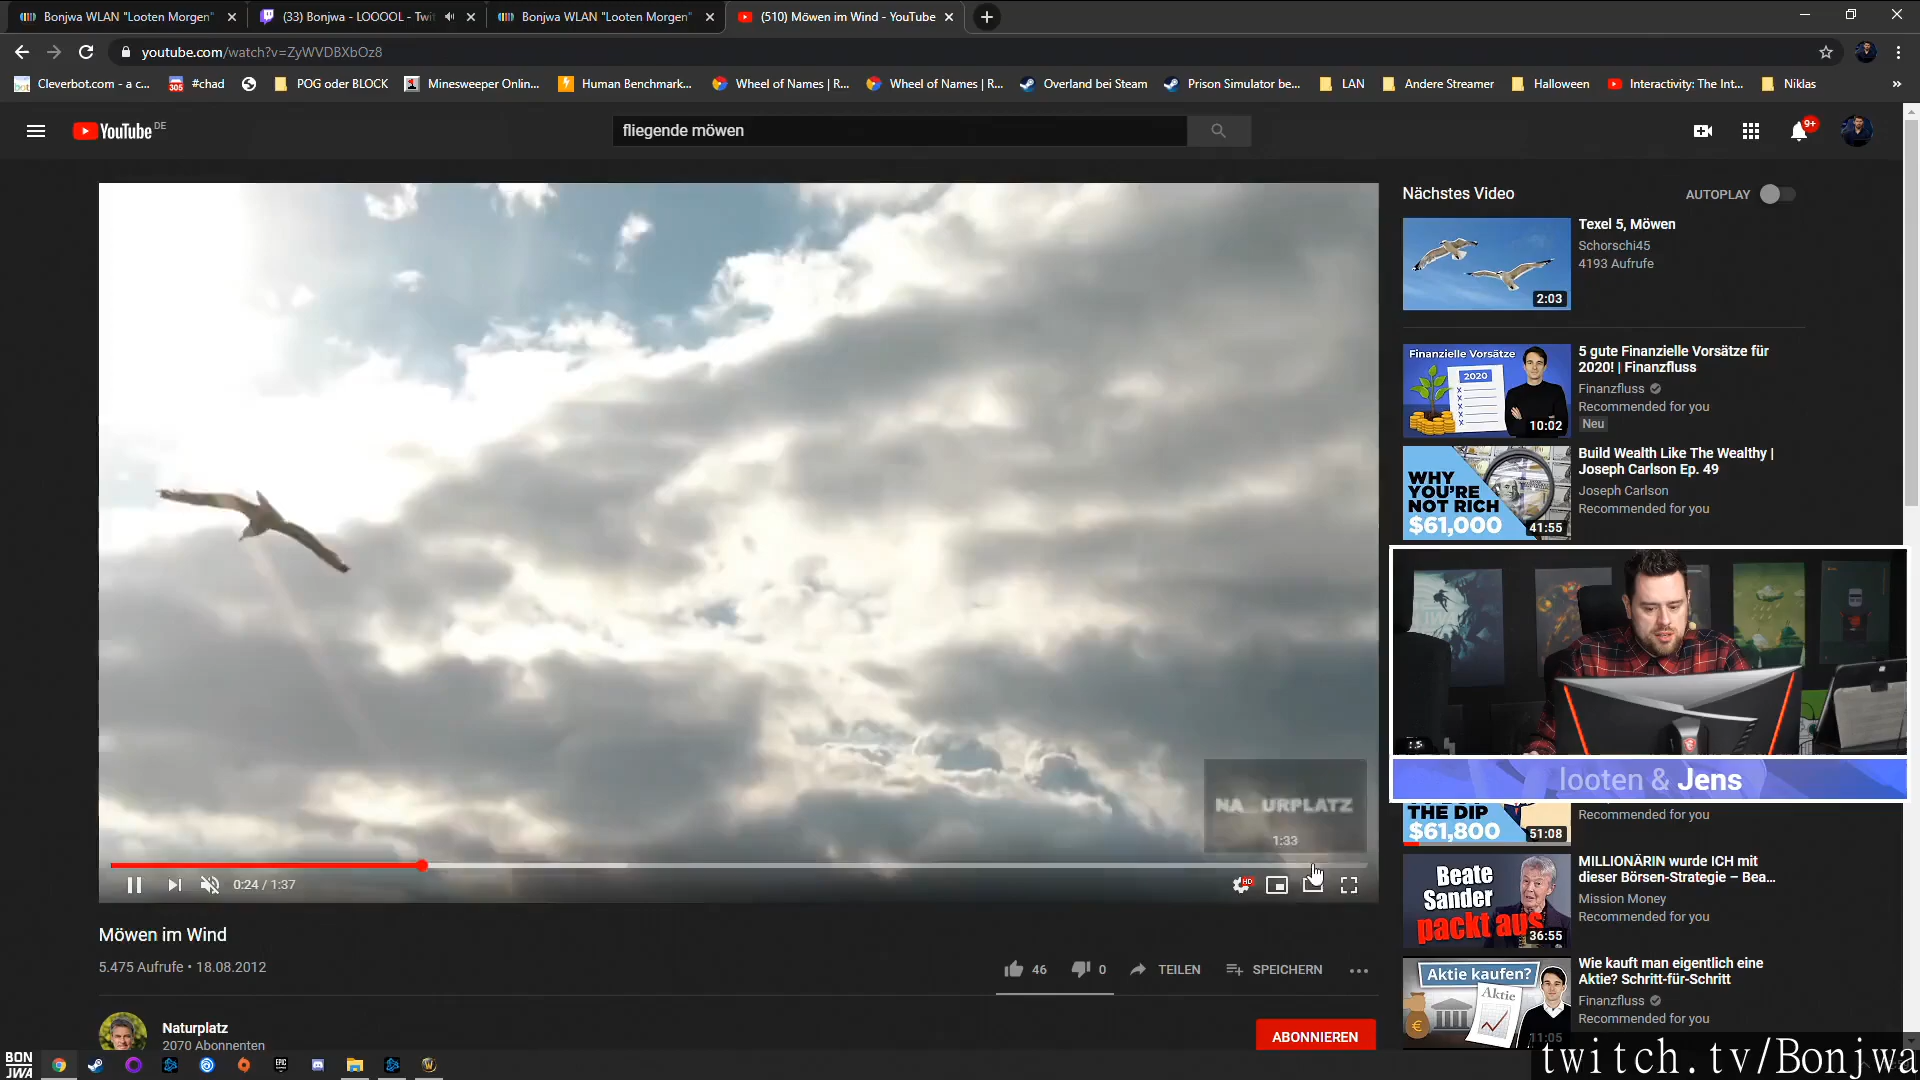 Bonjwa WLAN "Looten Morgen"
(33) Bonjwa - LOOOOL - Twit
Bonjwa WLAN "Looten Morgen"
(510) Möwen im Wind - YouTube
youtube.com/watch?v=ZyWVDBXbOz8
Cleverbot.com - a c...
#chad
POG oder BLOCK
Minesweeper Onlin...
Human Benchmark...
Wheel of Names | R...
Wheel of Names | R...
Overland bei Steam
Prison Simulator be...
LAN
Andere Streamer
Halloween
Interactivity: The Int...
Niklas
YouTube DE
fliegende möwen
9+
Nächstes Video
AUTOPLAY
Texel 5, Möwen
Schorschi45
4193 Aufrufe
2:03
Finanzielle Vorsätze
2020
10:02
5 gute Finanzielle Vorsätze für
2020! | Finanzfluss
Finanzfluss
Recommended for you
Neu
WHY
YOU'RE
NOT RICH
$61,000
41:55
Build Wealth Like The Wealthy |
Joseph Carlson Ep. 49
Joseph Carlson
Recommended for you
looten & Jens
THE DIP
$61,800
51:08
Recommended for you
Beate
Sander
packt aus
36:55
MILLIONÄRIN wurde ICH mit
dieser Börsen-Strategie – Bea...
Mission Money
Recommended for you
Aktie kaufen?
Aktie
11:05
Wie kauft man eigentlich eine
Aktie? Schritt-für-Schritt
Finanzfluss
Recommended for you
NA_URPLATZ
1:33
0:24 / 1:37
HD
Möwen im Wind
5.475 Aufrufe • 18.08.2012
46
0
TEILEN
SPEICHERN
Naturplatz
2070 Abonnenten
ABONNIEREN
BON
JWA
EPIC
twitch.tv/Bonjwa